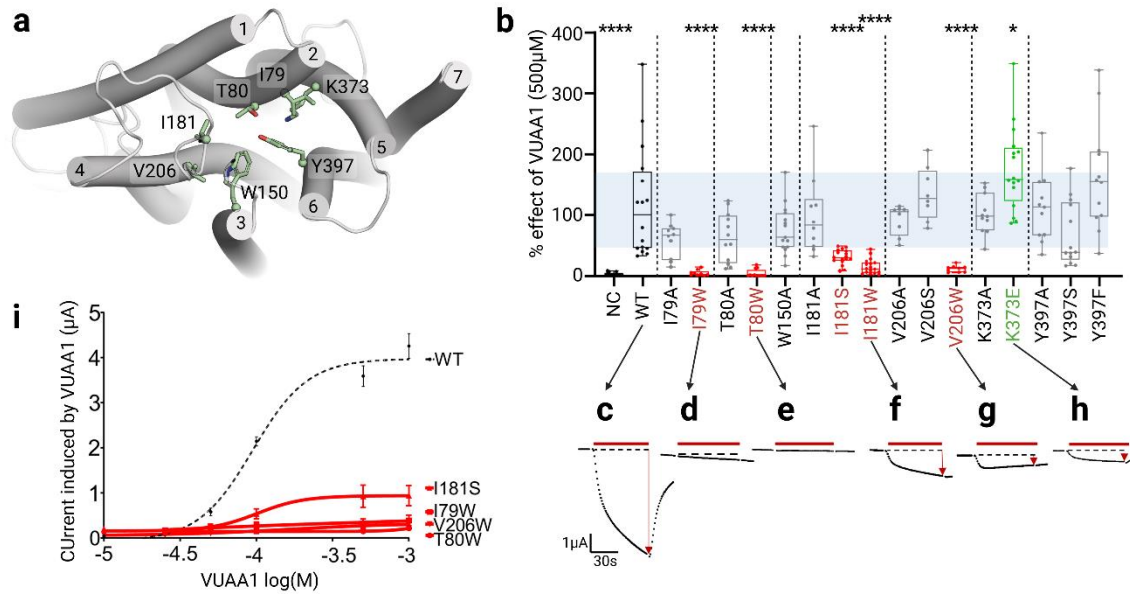 a
1
2
7
I79
T80
K373
I181
5
4
V206
Y397
W150
6
3
b
**** **** **** **** **** **** *
% effect of VUAA1 (500µM)
400
300
200
100
0
NC
WT
I79A
I79W
T80A
T80W
W150A
I181A
I181S
I181W
V206A
V206S
V206W
K373A
K373E
Y397A
Y397S
Y397F
c d e f g h
1µA
30s
i
CUrrent induced by VUAA1 (µA)
5
4
3
2
1
0
WT
I181S
I79W
V206W
T80W
-5 -4.5 -4 -3.5 -3
VUAA1 log(M)